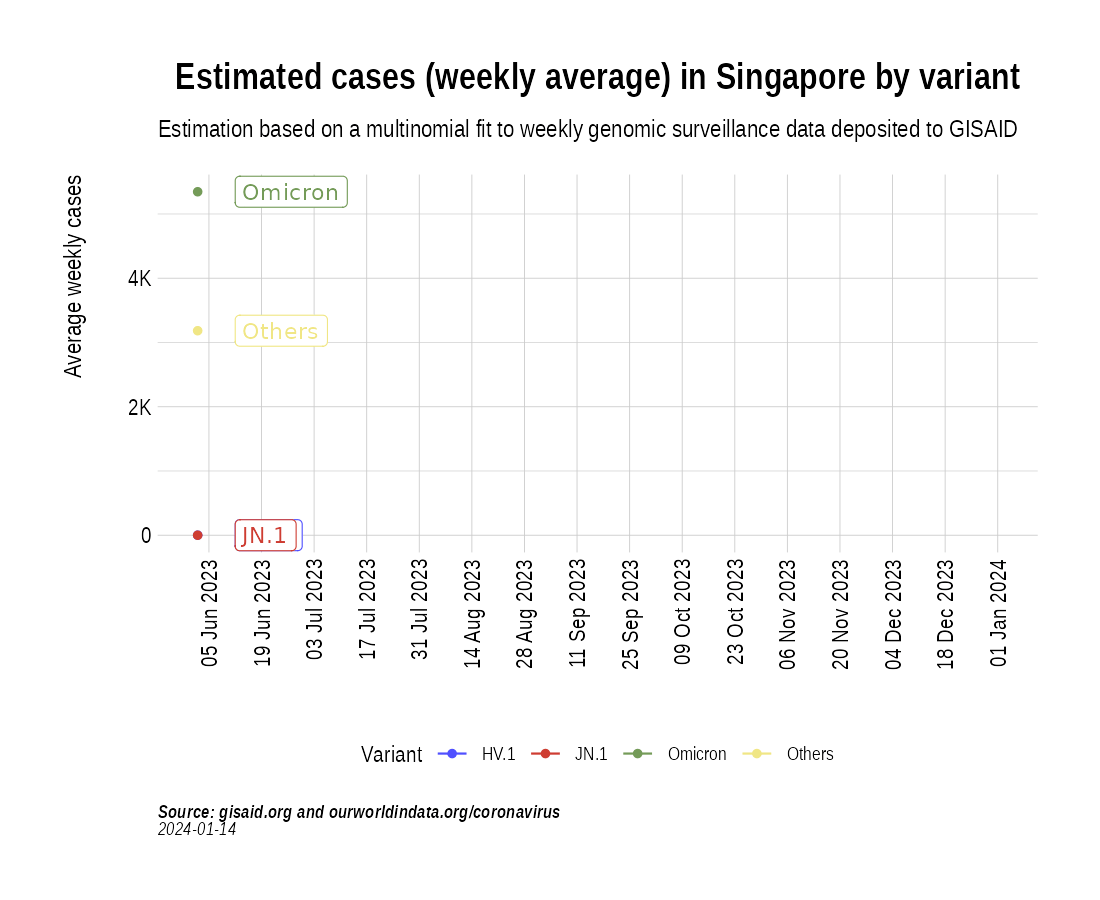 Estimated cases (weekly average) in Singapore by variant
Estimation based on a multinomial fit to weekly genomic surveillance data deposited to GISAID
Average weekly cases
4K
2K
0
Omicron
Others
JN.1
05 Jun 2023
19 Jun 2023
03 Jul 2023
17 Jul 2023
31 Jul 2023
14 Aug 2023
28 Aug 2023
11 Sep 2023
25 Sep 2023
09 Oct 2023
23 Oct 2023
06 Nov 2023
20 Nov 2023
04 Dec 2023
18 Dec 2023
01 Jan 2024
Variant HV.1 JN.1 Omicron Others
Source: gisaid.org and ourworldindata.org/coronavirus
2024-01-14